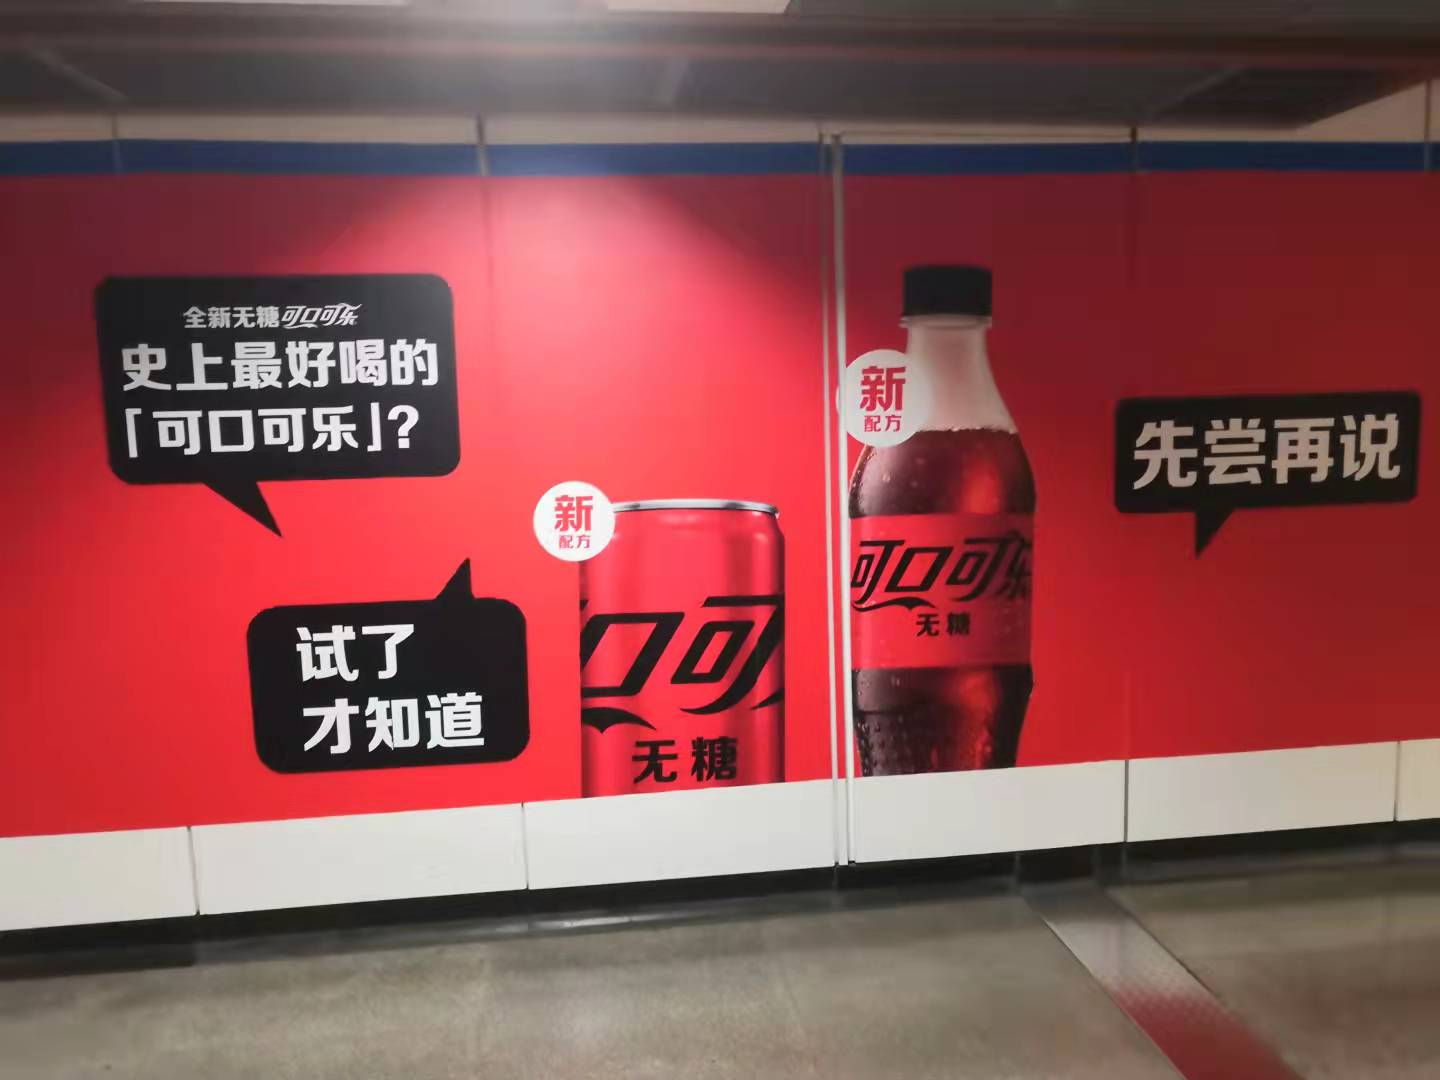 全新无糖可口可乐
史上最好喝的
「可口可乐」?
试了
才知道
新
配方
口可
无糖
新
配方
可口可乐
无糖
先尝再说